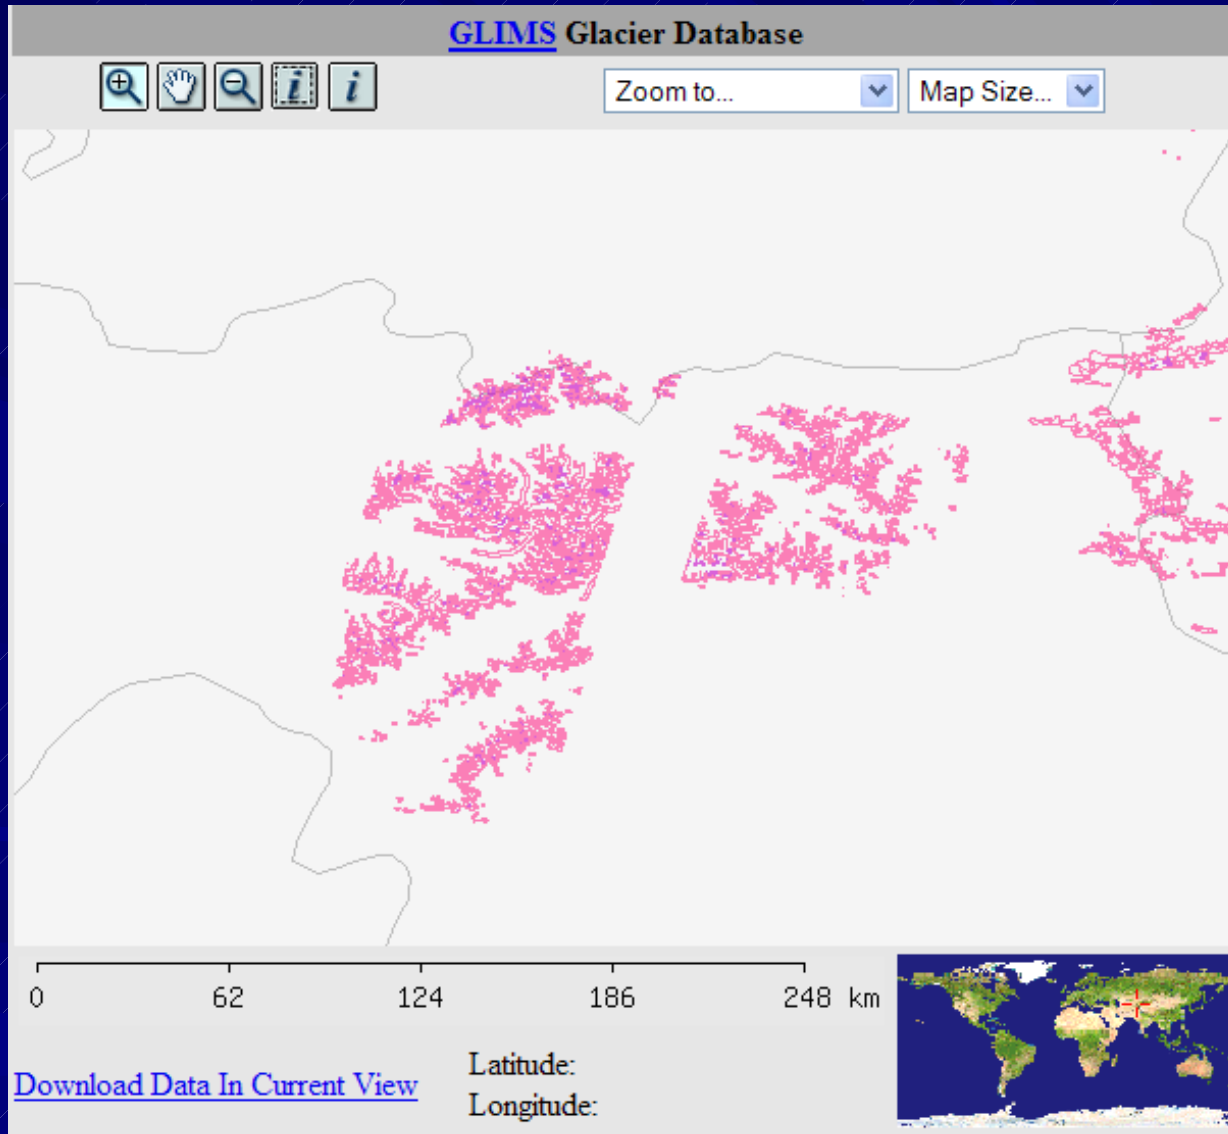 GLIMS Glacier Database
Zoom to... Map Size...
0 62 124 186 248 km
Download Data In Current View
Latitude:
Longitude: